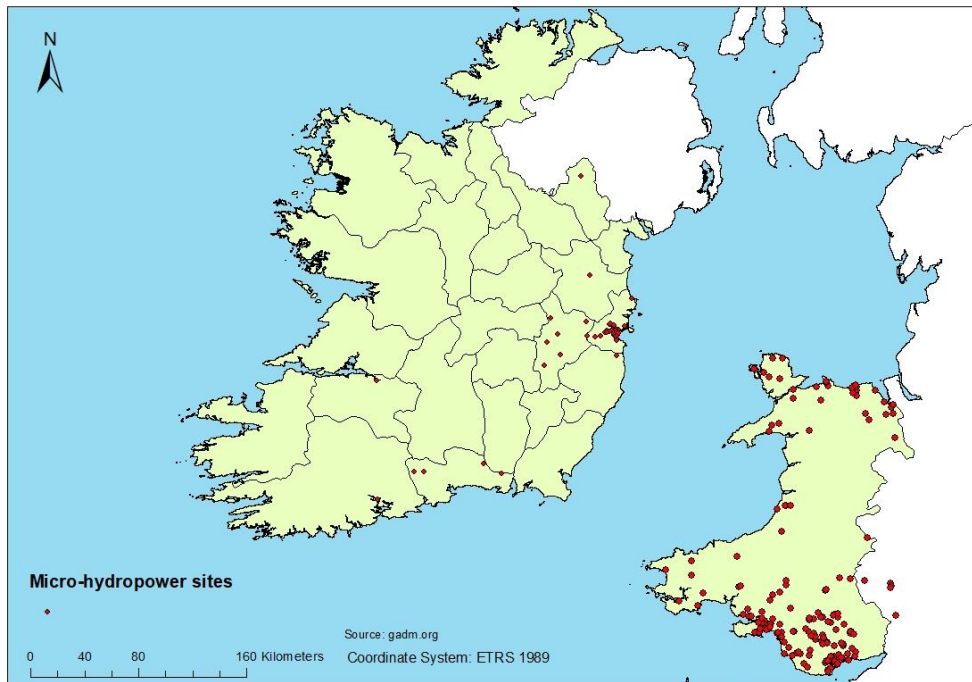 N
Micro-hydropower sites
Source: gadm.org
0 40 80 160 Kilometers
Coordinate System: ETRS 1989